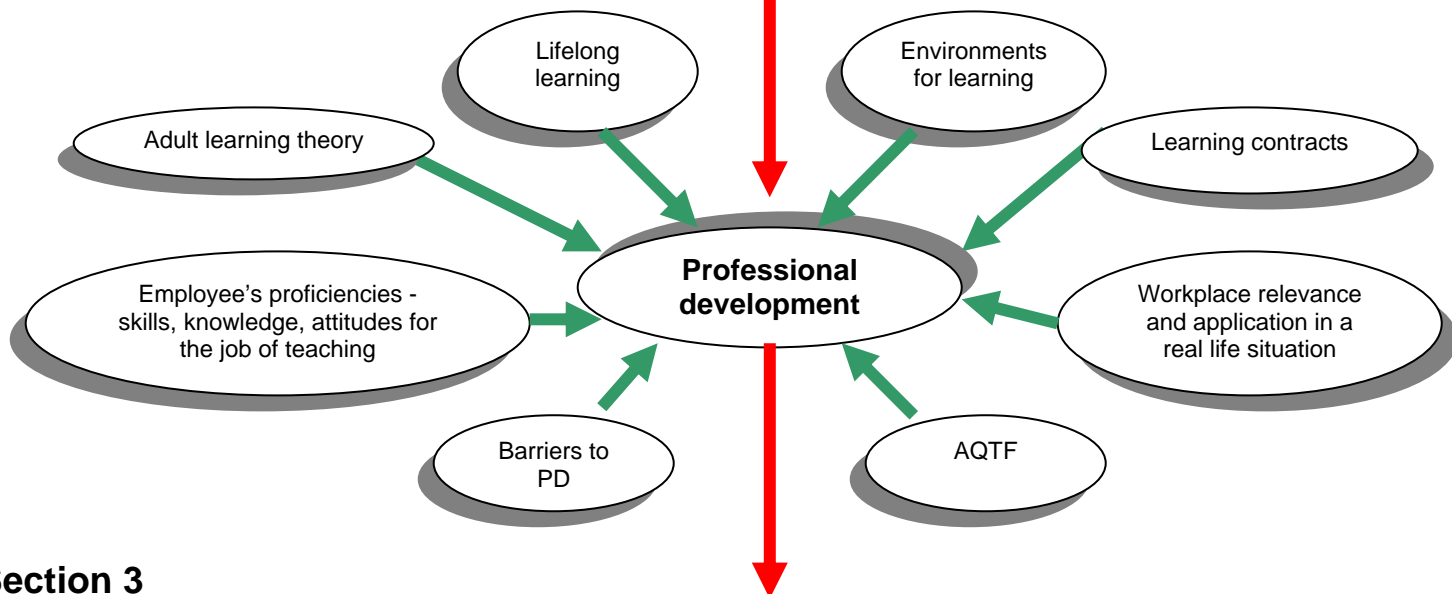 Lifelong
learning
Environments
for learning
Adult learning theory
Learning contracts
Professional
development
Employee’s proficiencies -
skills, knowledge, attitudes for
the job of teaching
Workplace relevance
and application in a
real life situation
Barriers to
PD
AQTF
Section 3